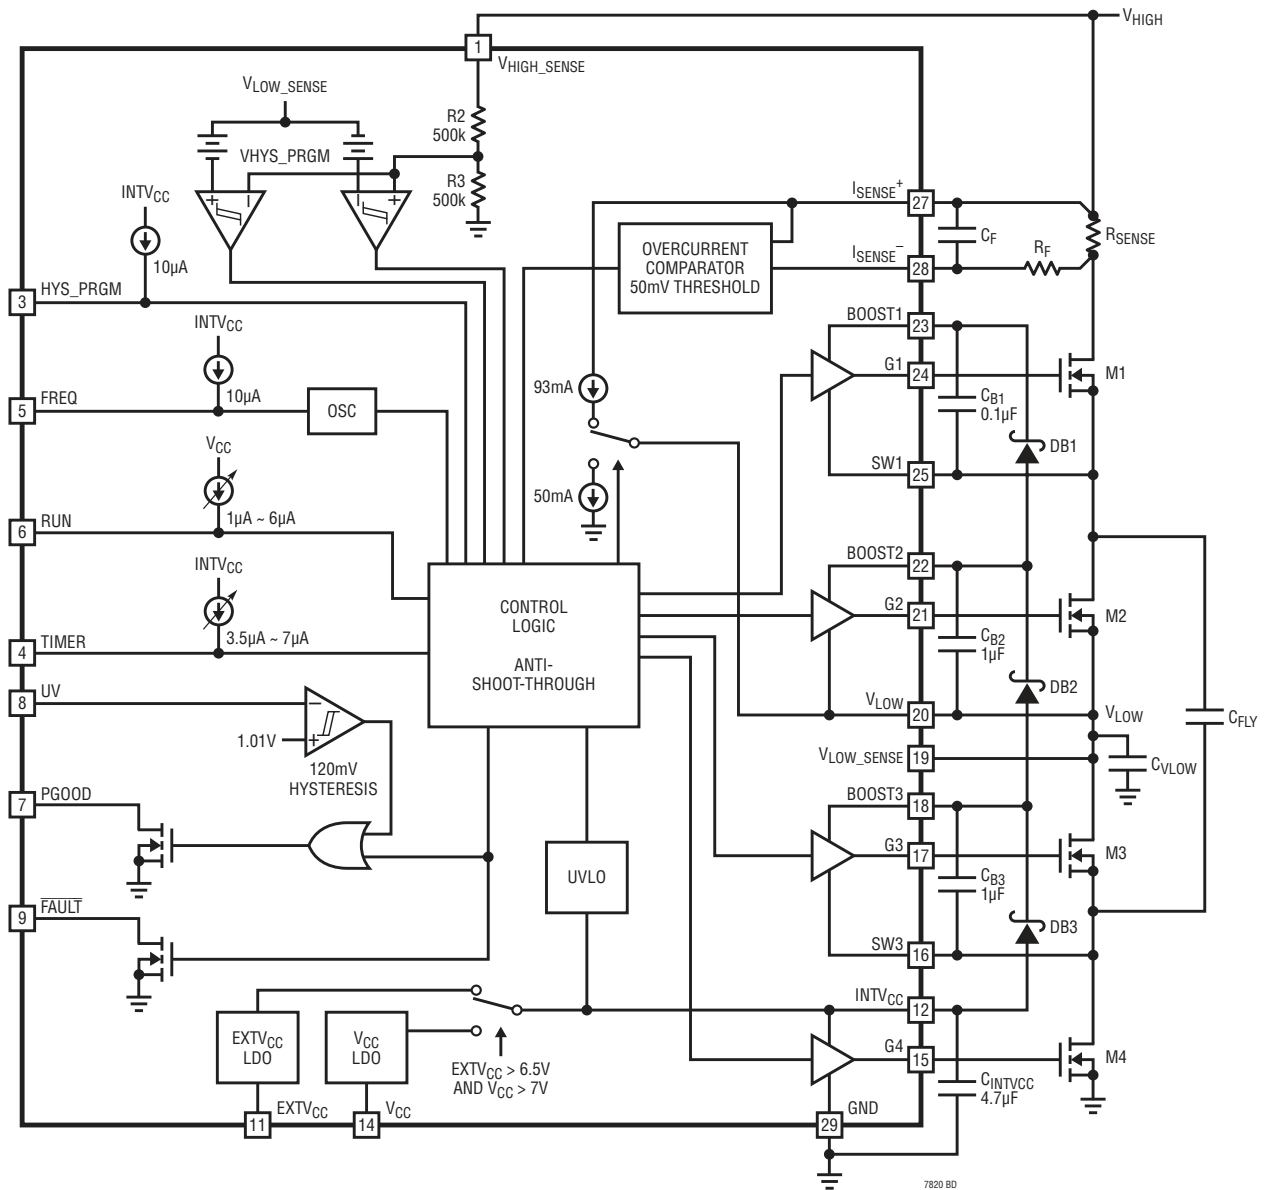 VHIGH
1
VHIGH_SENSE
VLOW_SENSE
R2
500k
VHYS_PRGM
R3
500k
INTVCC
10µA
+ –
– +
ISENSE+
27
CF
RSENSE
OVERCURRENT
COMPARATOR
50mV THRESHOLD
ISENSE–
28
RF
3
HYS_PRGM
INTVCC
10µA
BOOST1
23
G1
24
M1
93mA
CB1
0.1µF
5
FREQ
OSC
DB1
VCC
SW1
25
50mA
1µA ~ 6µA
6
RUN
INTVCC
BOOST2
22
3.5µA ~ 7µA
CONTROL
LOGIC
ANTI-
SHOOT-THROUGH
G2
21
M2
CB2
1µF
4
TIMER
8
UV
DB2
VLOW
20
VLOW
CFLY
–
+
1.01V
120mV
HYSTERESIS
VLOW_SENSE
19
CVLOW
7
PGOOD
BOOST3
18
G3
17
M3
UVLO
CB3
1µF
9
FAULT
DB3
SW3
16
INTVCC
12
EXTVCC
LDO
VCC
LDO
G4
15
M4
EXTVCC > 6.5V
AND VCC > 7V
CINTVCC
4.7µF
11
EXTVCC
14
VCC
29
GND
7820 BD